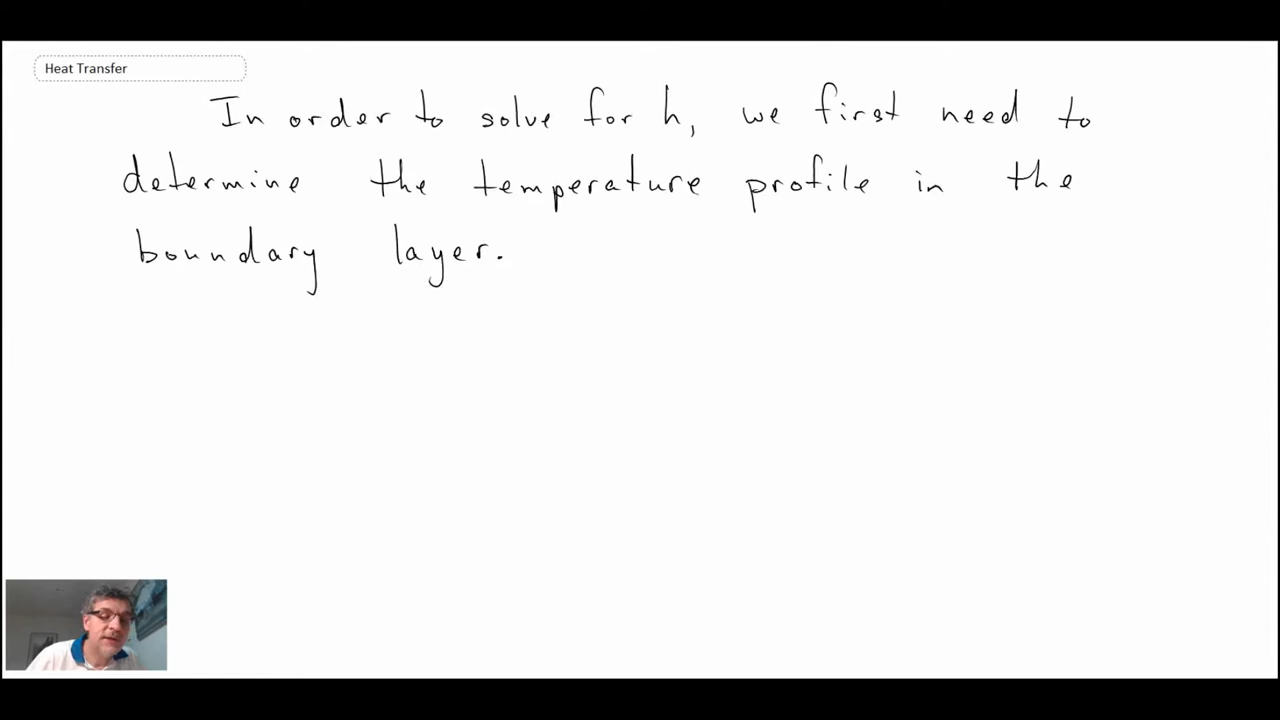 Heat Transfer
In order to solve for h, we first need to
determine the temperature profile in the
boundary layer.